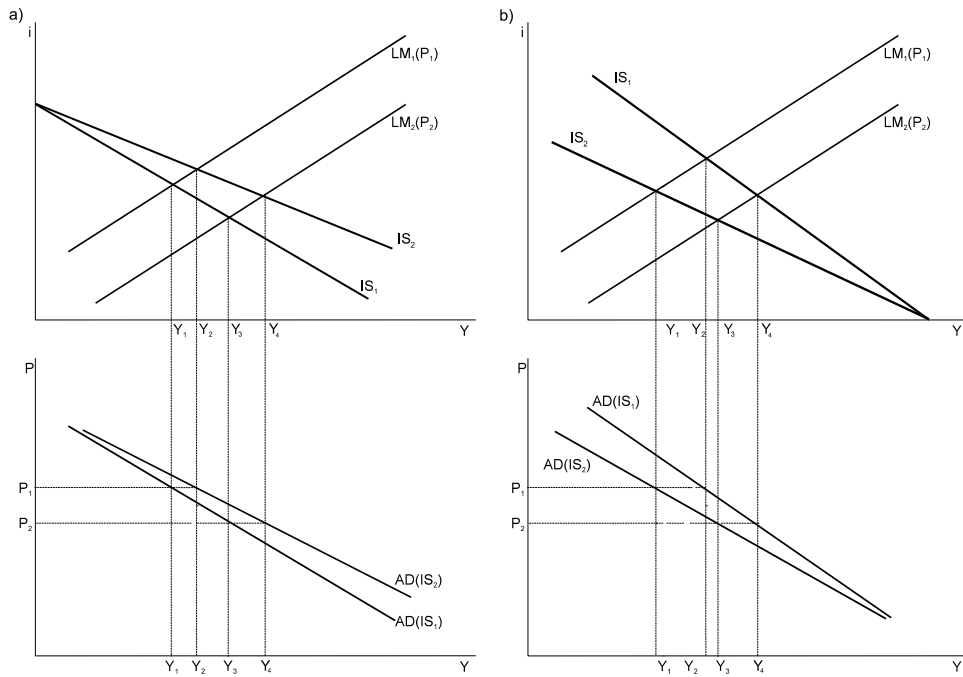 a)
i
LM₁(P₁)
LM₂(P₂)
IS₂
IS₁
Y₁ Y₂ Y₃ Y₄ Y
P
P₁
P₂
AD(IS₂)
AD(IS₁)
Y₁ Y₂ Y₃ Y₄ Y
b)
i
LM₁(P₁)
IS₁
LM₂(P₂)
IS₂
Y₁ Y₂ Y₃ Y₄ Y
P
AD(IS₁)
AD(IS₂)
P₁
P₂
Y₁ Y₂ Y₃ Y₄ Y